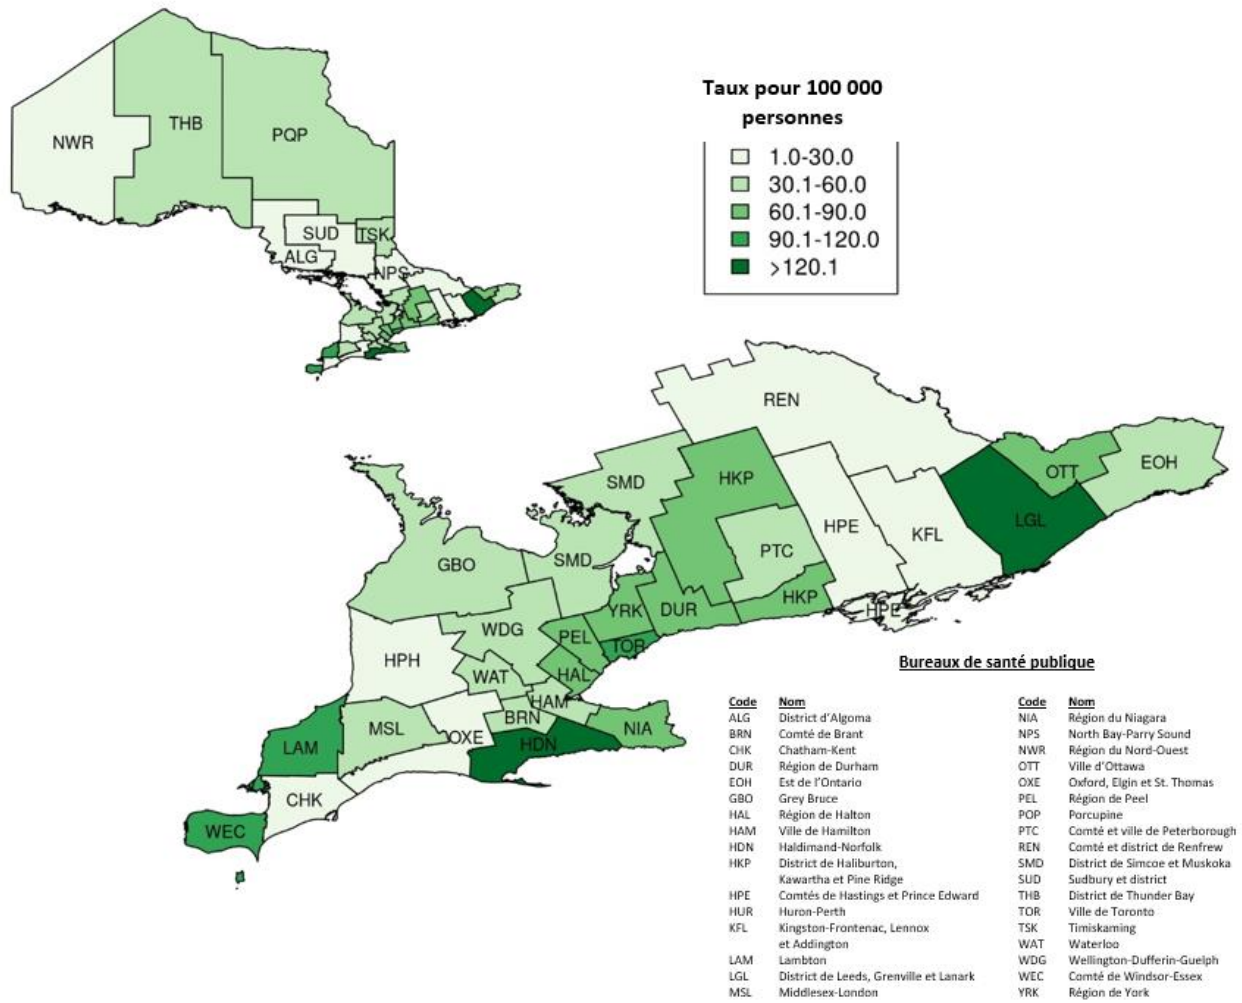 NWR
THB
PQP
SUD
TSK
ALG
NPS
Taux pour 100 000
personnes
1.0-30.0
30.1-60.0
60.1-90.0
90.1-120.0
>120.1
REN
SMD
HKP
OTT
EOH
LGL
HPE
KFL
PTC
GBO
SMD
HKP
HPE
YRK
DUR
WDG
PEL
TOR
HPH
WAT
HAL
HAM
BRN
MSL
OXE
HDN
NIA
LAM
CHK
WEC
Bureaux de santé publique
Code Nom
ALG District d'Algoma
BRN Comté de Brant
CHK Chatham-Kent
DUR Région de Durham
EOH Est de l'Ontario
GBO Grey Bruce
HAL Région de Halton
HAM Ville de Hamilton
HDN Haldimand-Norfolk
HKP District de Haliburton,
Kawartha et Pine Ridge
HPE Comtés de Hastings et Prince Edward
HUR Huron-Perth
KFL Kingston-Frontenac, Lennox
et Addington
LAM Lambton
LGL District de Leeds, Grenville et Lanark
MSL Middlesex-London
Code Nom
NIA Région du Niagara
NPS North Bay-Parry Sound
NWR Région du Nord-Ouest
OTT Ville d'Ottawa
OXE Oxford, Elgin et St. Thomas
PEL Région de Peel
POP Porcupine
PTC Comté et ville de Peterborough
REN Comté et district de Renfrew
SMD District de Simcoe et Muskoka
SUD Sudbury et district
THB District de Thunder Bay
TOR Ville de Toronto
TSK Timiskaming
WAT Waterloo
WDG Wellington-Dufferin-Guelph
WEC Comté de Windsor-Essex
YRK Région de York